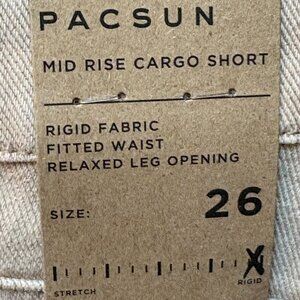 PACSUN
MID RISE CARGO SHORT
RIGID FABRIC
FITTED WAIST
RELAXED LEG OPENING
SIZE: 26
STRETCH RIGID